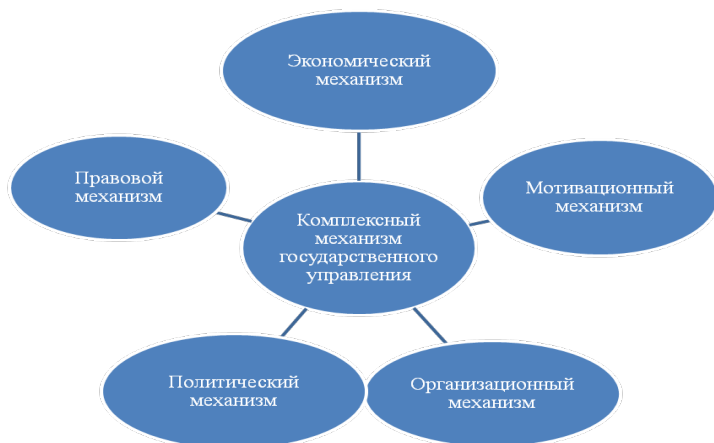 Экономический
механизм
Правовой
механизм
Мотивационный
механизм
Комплексный
механизм
государственного
управления
Политический
механизм
Организационный
механизм